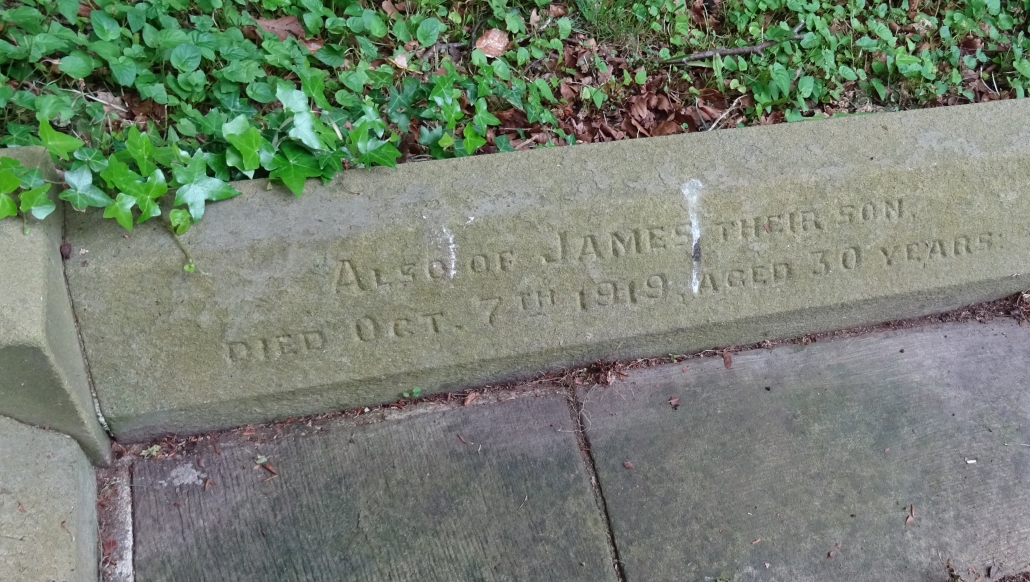 ALSO OF JAMES THEIR SON,
DIED OCT. 7TH 1919, AGED 30 YEARS.